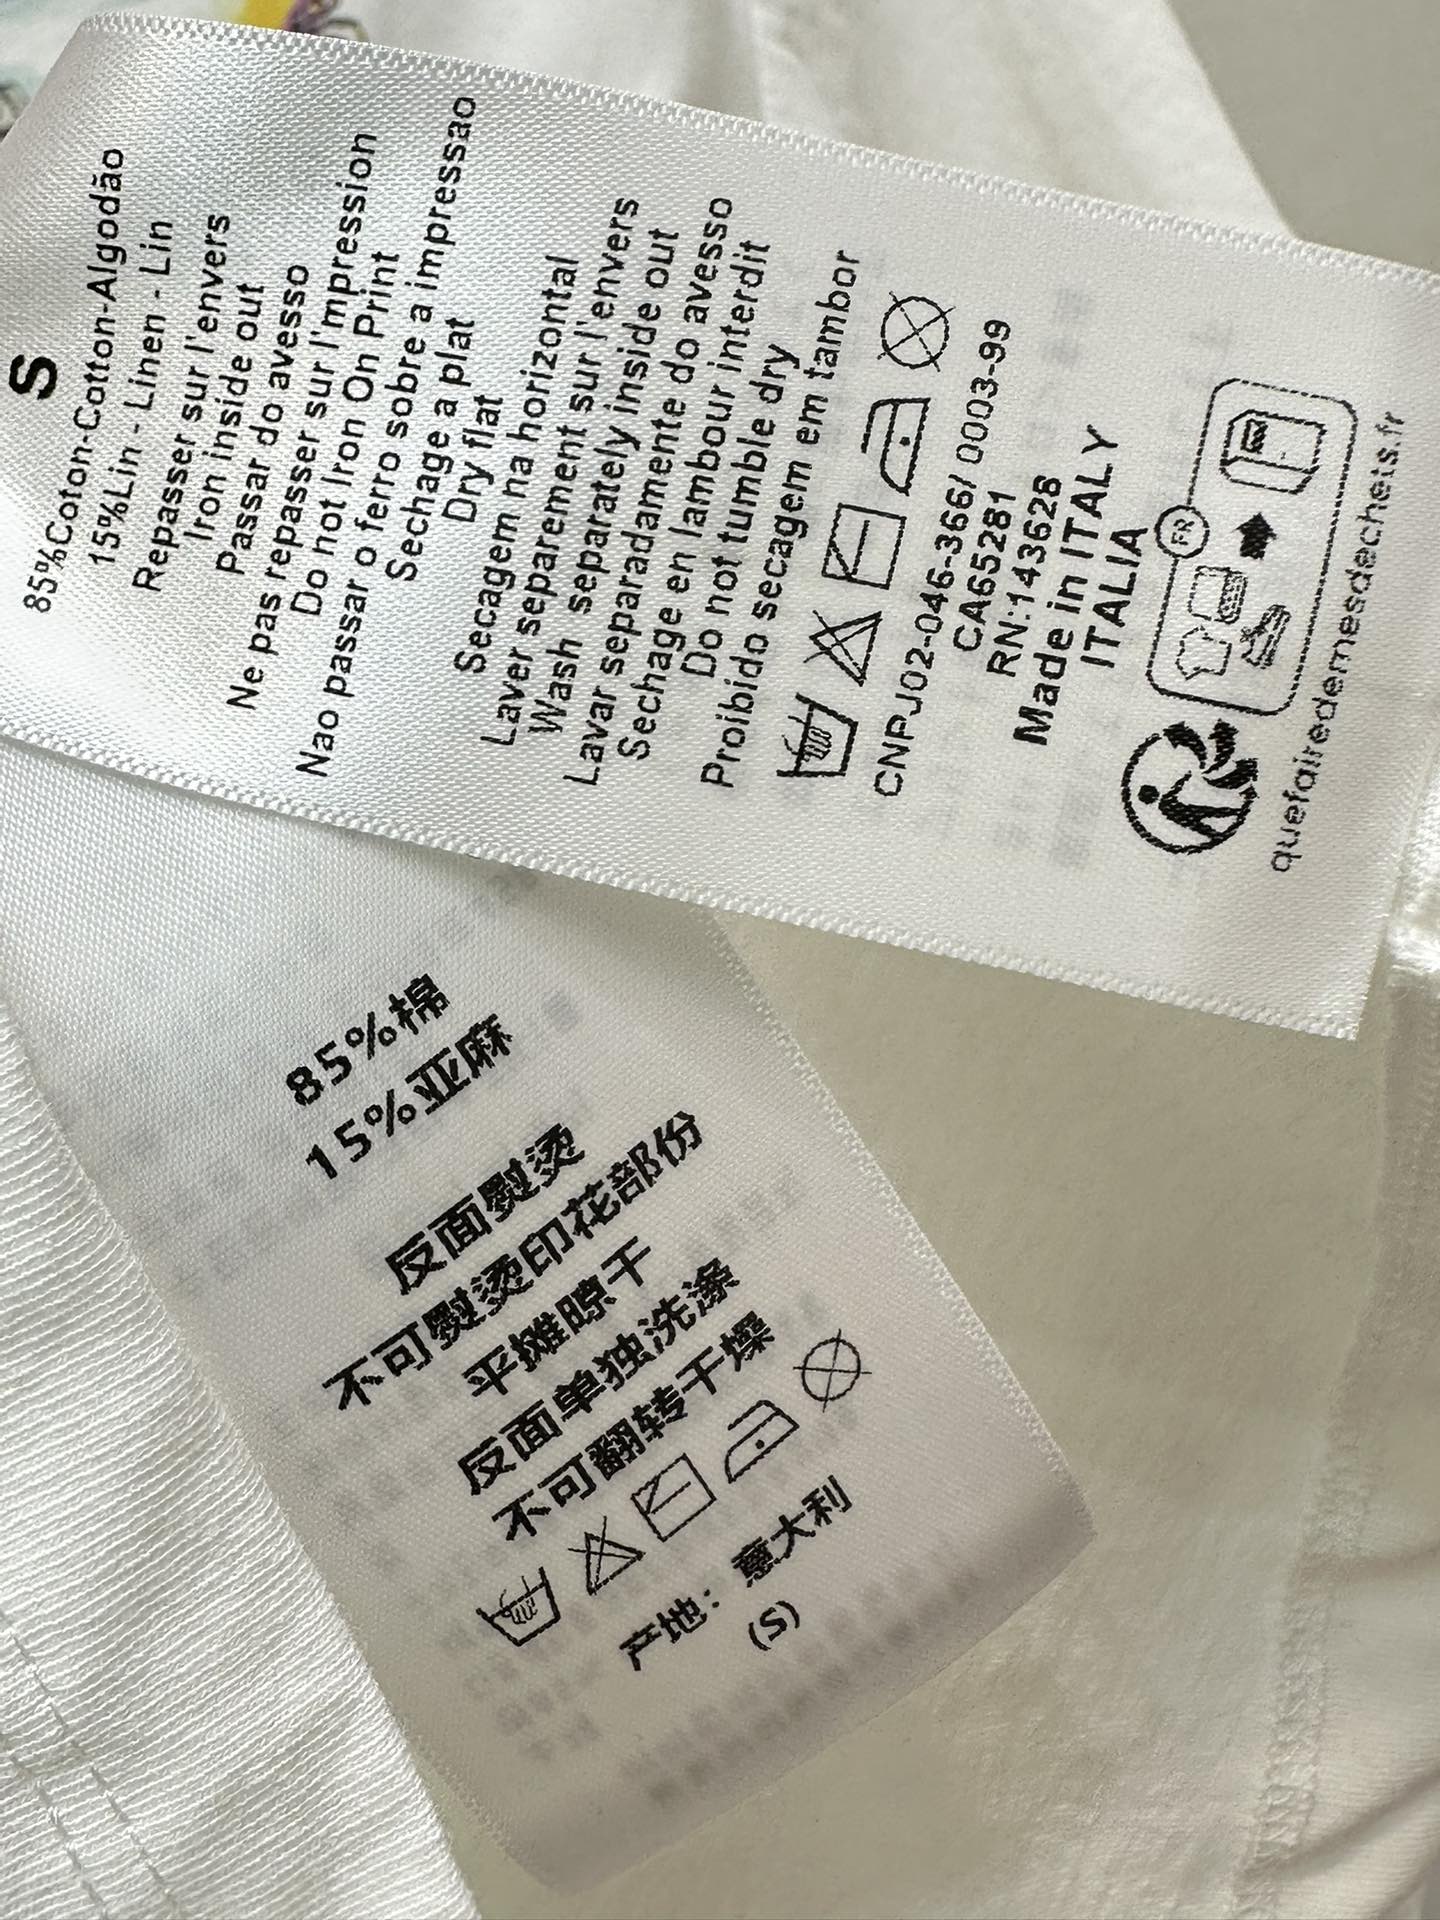 S
85%Coton-Cotton-Algodão
15%Lin - Linen - Lin
Repasser sur l'envers
Iron inside out
Passar do avesso
Ne pas repasser sur l'mpression
Do not Iron On Print
Nao passar o ferro sobre a impressao
Sechage a plat
Dry flat
Secagem na horizontal
Laver separement sur l'envers
Wash separately inside out
Lavar separadamente do avesso
Sechage en lambour interdit
Do not tumble dry
Proibido secagem em tambor
CNPJ02-046-366/ 0003-99
CA65281
RN:143628
Made in ITALY
ITALIA
FR
quefairedemesdechets.fr
85%棉
15%亚麻
反面熨烫
不可熨烫印花部份
平摊晾干
反面单独洗涤
不可翻转干燥
产地：意大利
(S)